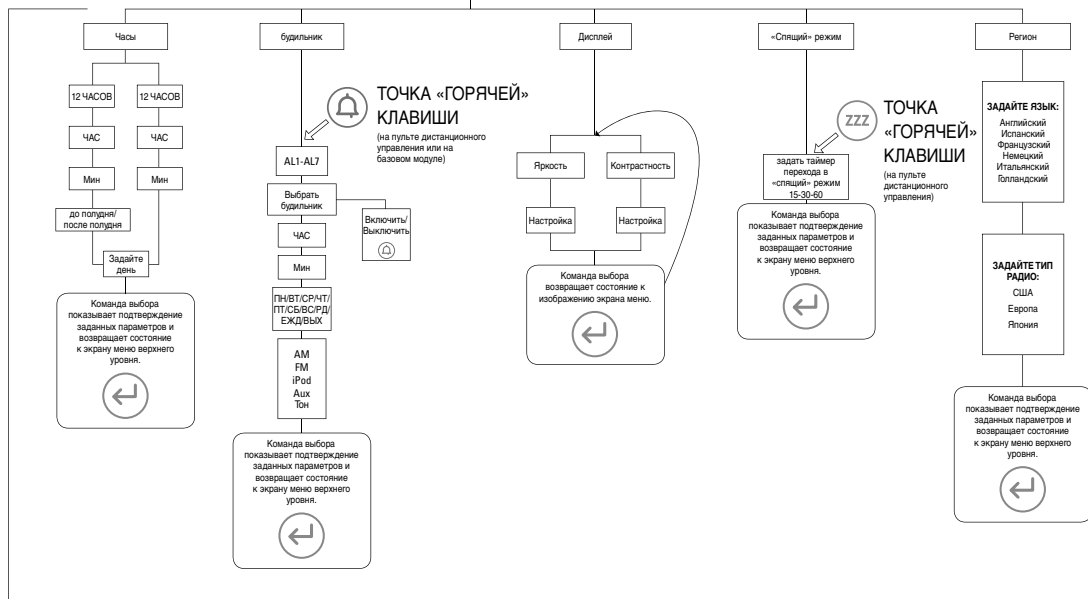 Часы
12 ЧАСОВ
12 ЧАСОВ
ЧАС
ЧАС
Мин
Мин
до полудня/
после полудня
Задайте
день
Команда выбора
показывает подтверждение
заданных параметров и
возвращает состояние
к экрану меню верхнего
уровня.
будильник
ТОЧКА «ГОРЯЧЕЙ»
КЛАВИШИ
(на пульте дистанционного
управления или на
базовом модуле)
AL1-AL7
Выбрать
будильник
Включить/
Выключить
ЧАС
Мин
ПН/ВТ/СР/ЧТ/
ПТ/СБ/ВС/РД/
ЕЖД/ВЫХ
AM
FM
iPod
Aux
Тон
Команда выбора
показывает подтверждение
заданных параметров и
возвращает состояние
к экрану меню верхнего
уровня.
Дисплей
Яркость
Контрастность
Настройка
Настройка
Команда выбора
возвращает состояние к
изображению экрана меню.
«Спящий» режим
ZZZ
ТОЧКА
«ГОРЯЧЕЙ»
КЛАВИШИ
(на пульте
дистанционного
управления)
задать таймер
перехода в
«спящий» режим
15-30-60
Команда выбора
показывает подтверждение
заданных параметров и
возвращает состояние
к экрану меню верхнего
уровня.
Регион
ЗАДАЙТЕ ЯЗЫК:
Английский
Испанский
Французский
Немецкий
Итальянский
Голландский
ЗАДАЙТЕ ТИП
РАДИО:
США
Европа
Япония
Команда выбора
показывает подтверждение
заданных параметров и
возвращает состояние
к экрану меню верхнего
уровня.